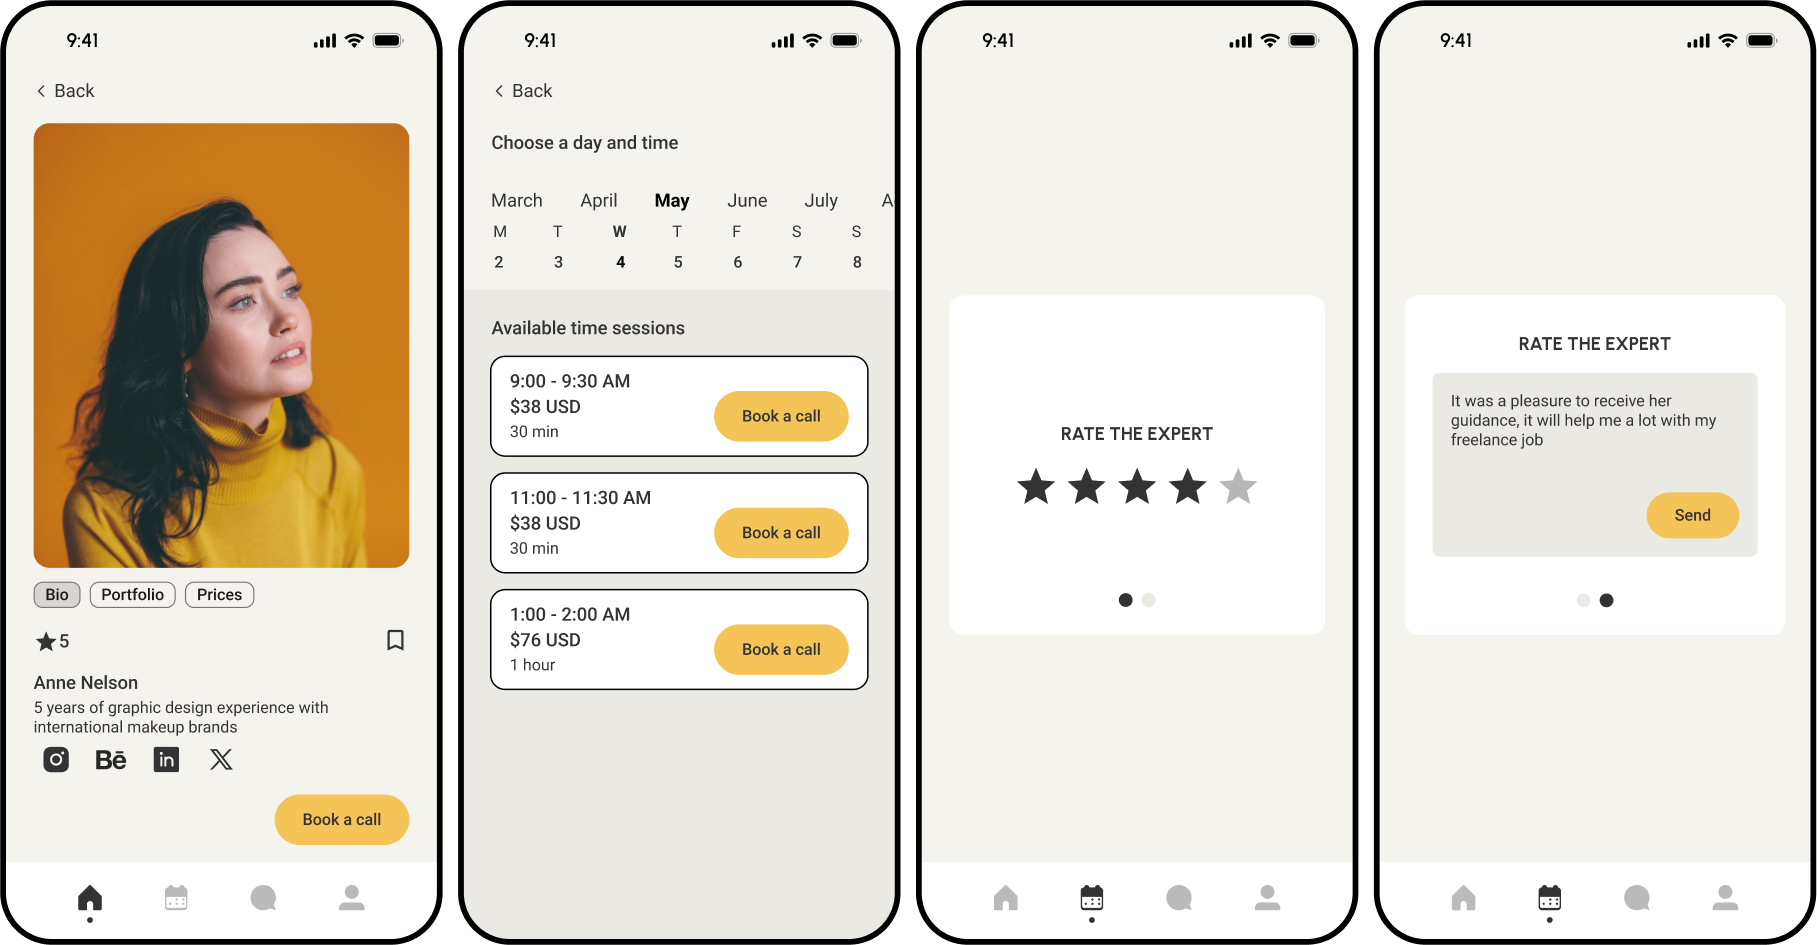 9:41
Back
Bio Portfolio Prices
5
Anne Nelson
5 years of graphic design experience with
international makeup brands
Bē in X
Book a call
9:41
Back
Choose a day and time
March April May June July A
M T W T F S S
2 3 4 5 6 7 8
Available time sessions
9:00 - 9:30 AM
$38 USD
30 min
Book a call
11:00 - 11:30 AM
$38 USD
30 min
Book a call
1:00 - 2:00 AM
$76 USD
1 hour
Book a call
9:41
RATE THE EXPERT
9:41
RATE THE EXPERT
It was a pleasure to receive her
guidance, it will help me a lot with my
freelance job
Send